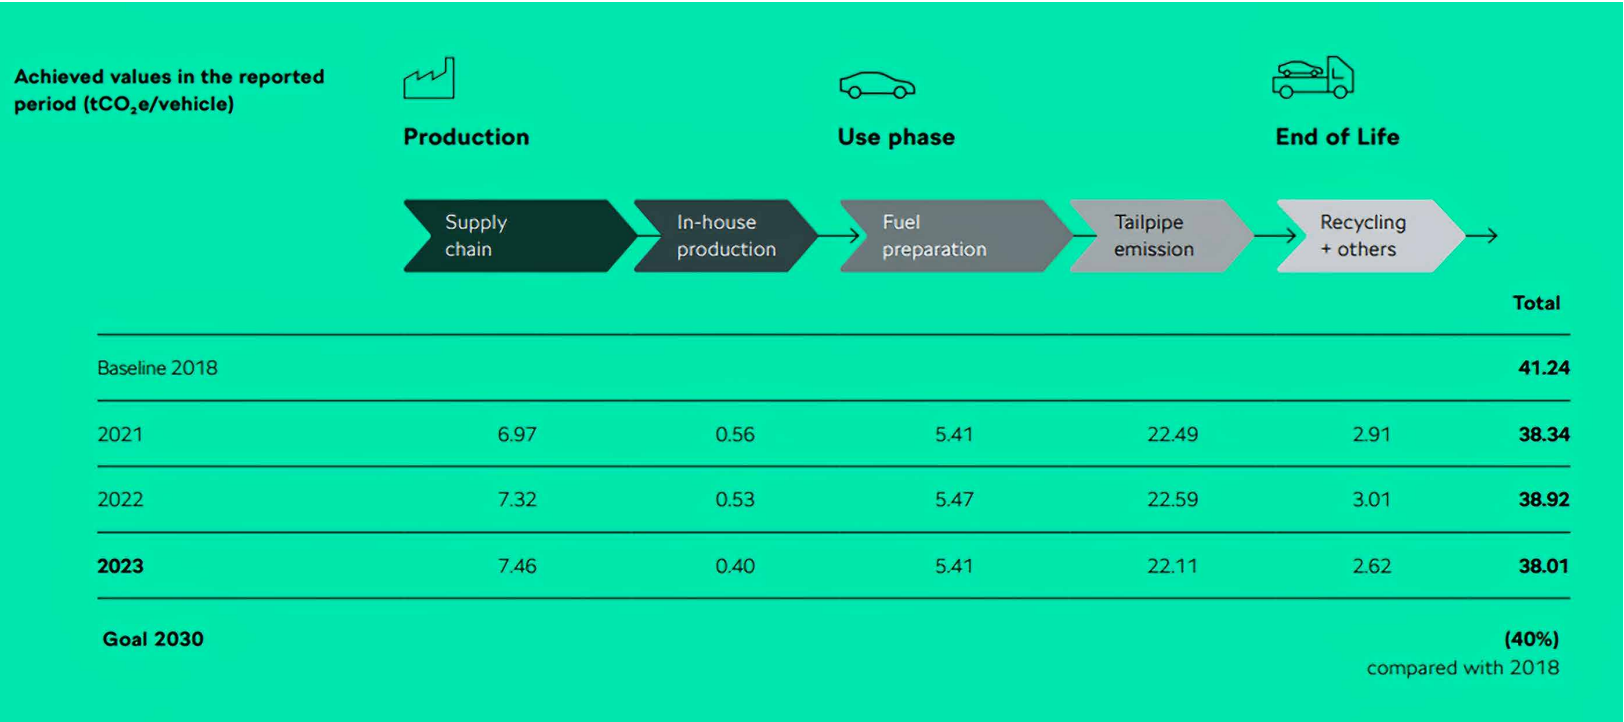 Achieved values in the reported
period (tCO₂e/vehicle)
Production
Use phase
End of Life
Supply
chain
In-house
production
Fuel
preparation
Tailpipe
emission
Recycling
+ others
Total
Baseline 2018 41.24
2021 6.97 0.56 5.41 22.49 2.91 38.34
2022 7.32 0.53 5.47 22.59 3.01 38.92
2023 7.46 0.40 5.41 22.11 2.62 38.01
Goal 2030 (40%)
compared with 2018